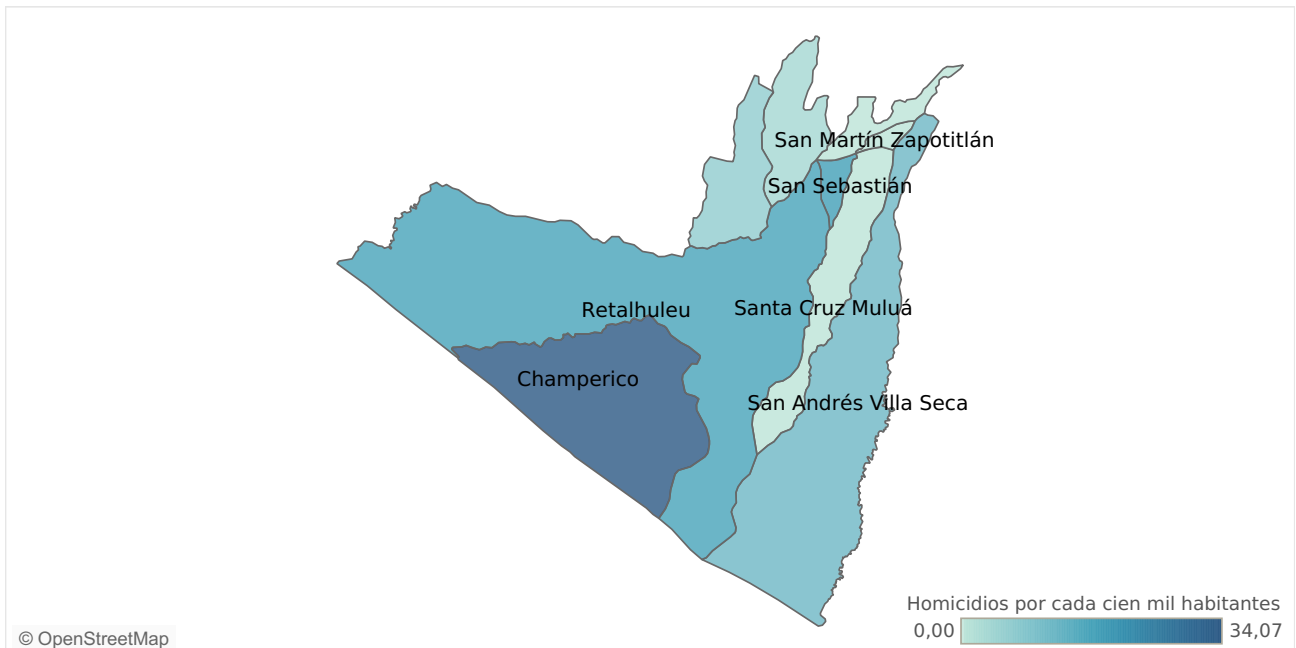 San Martín Zapotitlán
San Sebastián
Retalhuleu
Santa Cruz Muluá
Champerico
San Andrés Villa Seca
Homicidios por cada cien mil habitantes
0,00
34,07
© OpenStreetMap